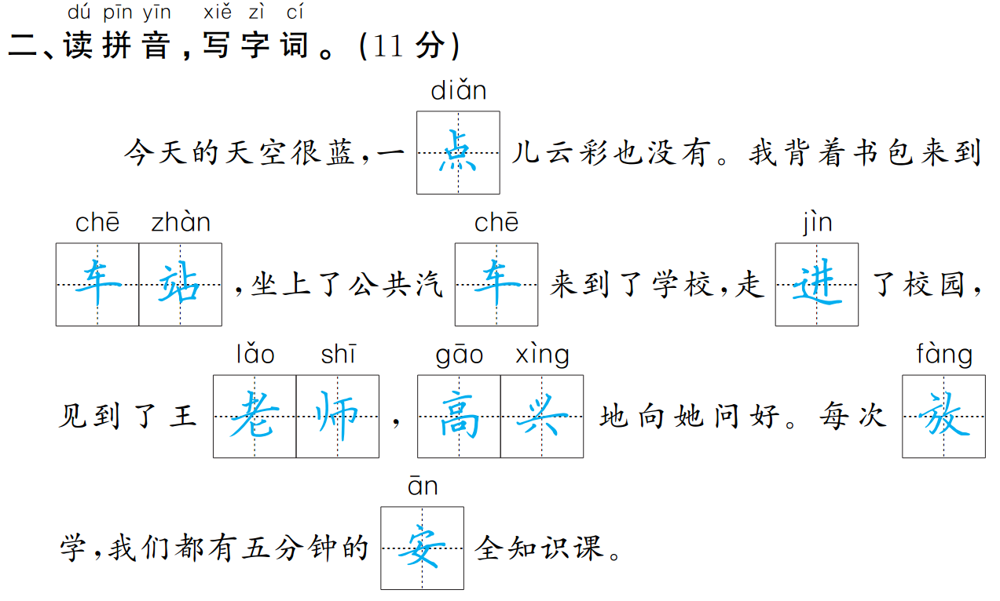 dú pīn yīn xiě zì cí
二、读拼音,写字词。(11分)
diǎn
今天的天空很蓝,一点儿云彩也没有。我背着书包来到
chē zhàn chē jìn
车站,坐上了公共汽车来到了学校,走进了校园,
lǎo shī gāo xìng fàng
见到了王老师,高兴地向她问好。每次放
ān
学,我们都有五分钟的安全知识课。